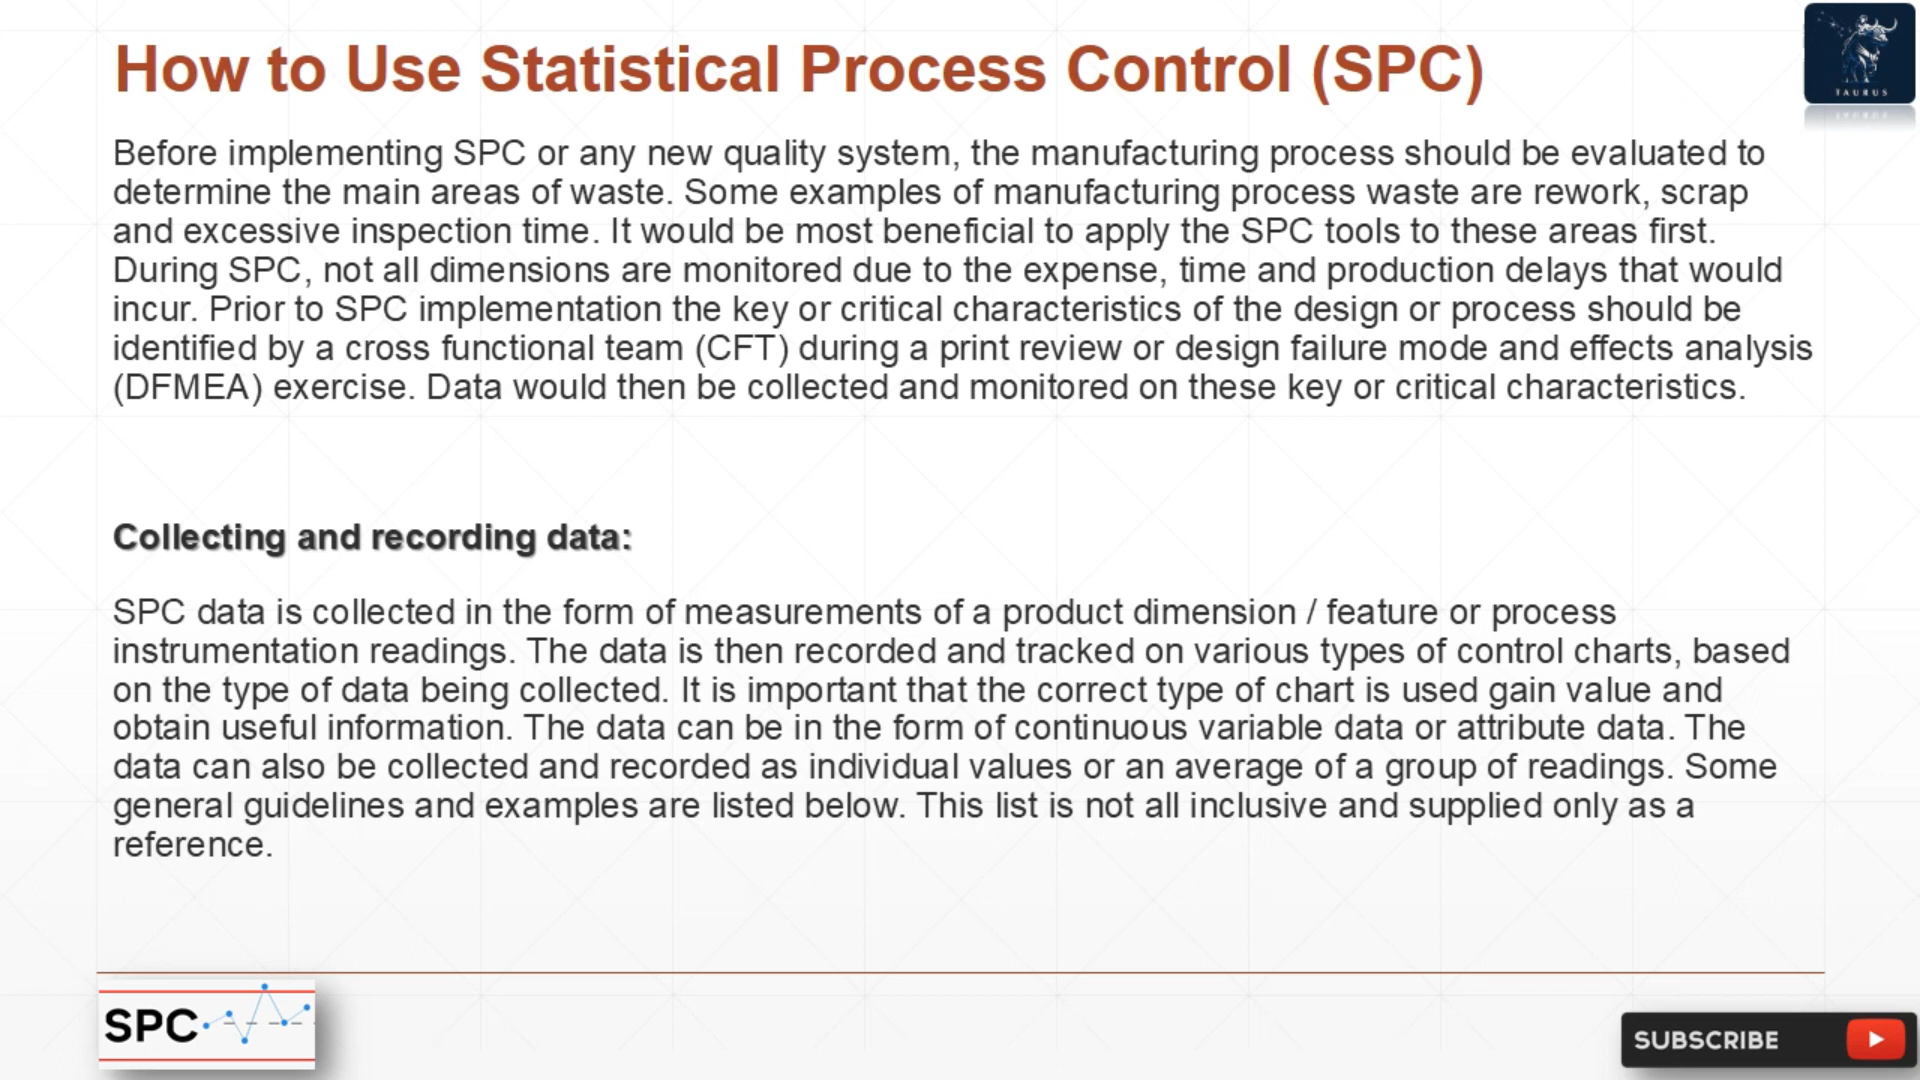 How to Use Statistical Process Control (SPC)
TAURUS
Before implementing SPC or any new quality system, the manufacturing process should be evaluated to
determine the main areas of waste. Some examples of manufacturing process waste are rework, scrap
and excessive inspection time. It would be most beneficial to apply the SPC tools to these areas first.
During SPC, not all dimensions are monitored due to the expense, time and production delays that would
incur. Prior to SPC implementation the key or critical characteristics of the design or process should be
identified by a cross functional team (CFT) during a print review or design failure mode and effects analysis
(DFMEA) exercise. Data would then be collected and monitored on these key or critical characteristics.
Collecting and recording data:
SPC data is collected in the form of measurements of a product dimension / feature or process
instrumentation readings. The data is then recorded and tracked on various types of control charts, based
on the type of data being collected. It is important that the correct type of chart is used gain value and
obtain useful information. The data can be in the form of continuous variable data or attribute data. The
data can also be collected and recorded as individual values or an average of a group of readings. Some
general guidelines and examples are listed below. This list is not all inclusive and supplied only as a
reference.
SPC
SUBSCRIBE